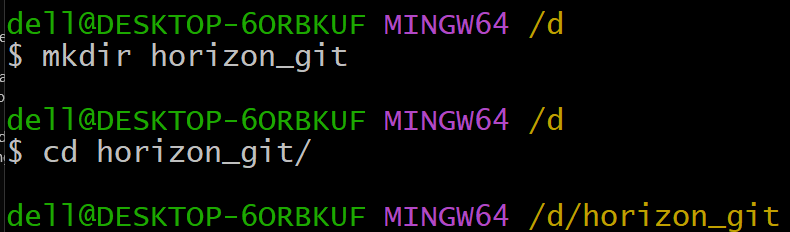 dell@DESKTOP-6ORBKUF MINGW64 /d
$ mkdir horizon_git
dell@DESKTOP-6ORBKUF MINGW64 /d
$ cd horizon_git/
dell@DESKTOP-6ORBKUF MINGW64 /d/horizon_git